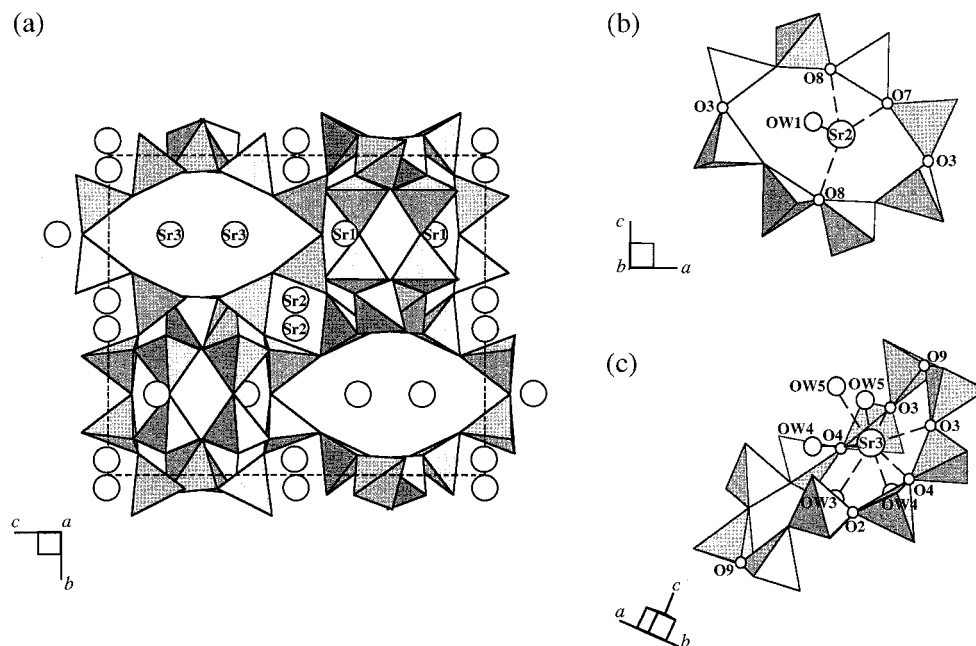 (a)
Sr3 Sr3 Sr1 Sr1
Sr2
Sr2
c a
b
(b)
O8
O7
O3
OW1
Sr2
O3
O8
c
b a
(c)
O9
OW5 OW5
O3
O3
OW4 O4 Sr3
O4
OW3 OW4
O2
O9
c
a
b